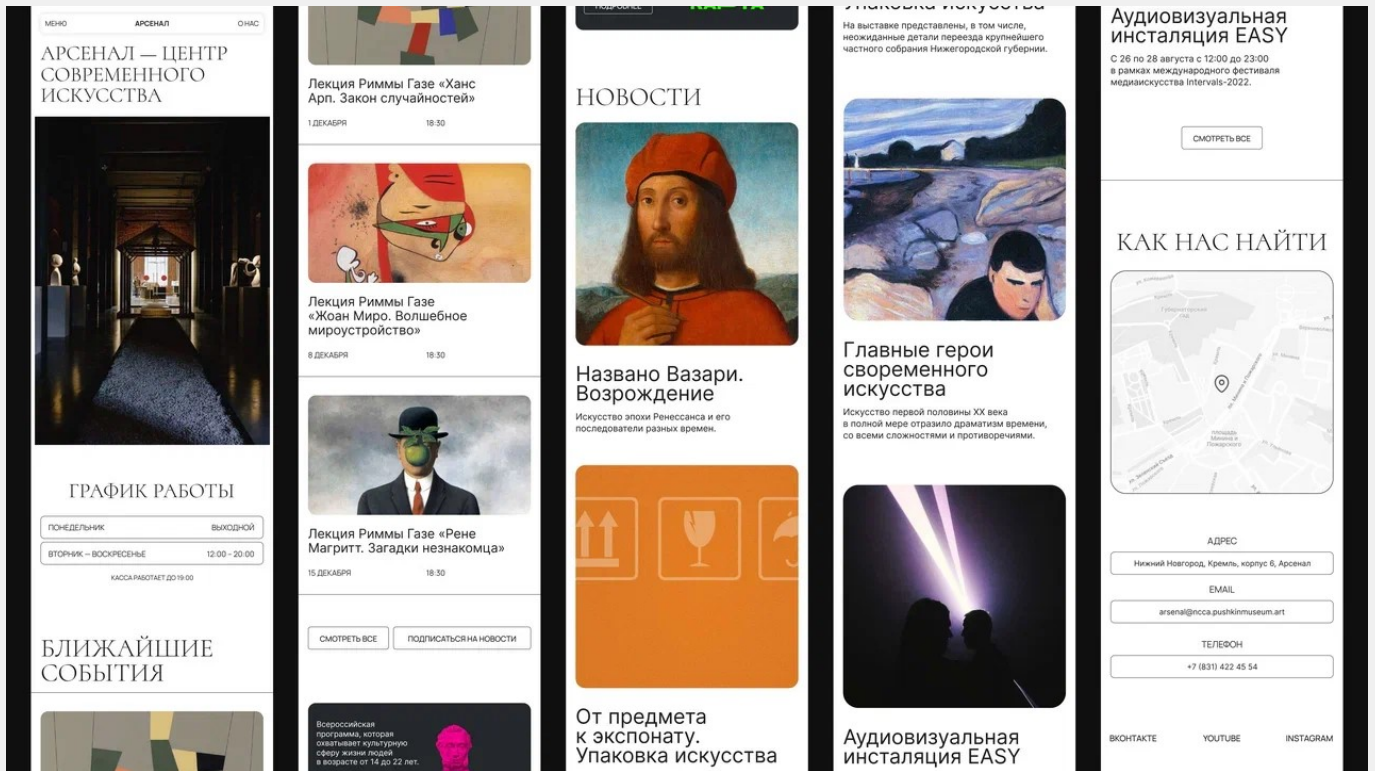 МЕНЮ
АРСЕНАЛ
О НАС
АРСЕНАЛ — ЦЕНТР
СОВРЕМЕННОГО
ИСКУССТВА
ГРАФИК РАБОТЫ
ПОНЕДЕЛЬНИК
ВЫХОДНОЙ
ВТОРНИК — ВОСКРЕСЕНЬЕ
12:00 - 20:00
КАССА РАБОТАЕТ ДО 19:00
БЛИЖАЙШИЕ
СОБЫТИЯ
Лекция Риммы Газе «Ханс
Арп. Закон случайностей»
1 ДЕКАБРЯ
18:30
Лекция Риммы Газе
«Жоан Миро. Волшебное
мироустройство»
8 ДЕКАБРЯ
18:30
Лекция Риммы Газе «Рене
Магритт. Загадки незнакомца»
15 ДЕКАБРЯ
18:30
СМОТРЕТЬ ВСЕ
ПОДПИСАТЬСЯ НА НОВОСТИ
Всероссийская
программа, которая
охватывает культурную
сферу жизни людей
в возрасте от 14 до 22 лет.
НОВОСТИ
Названо Вазари.
Возрождение
Искусство эпохи Ренессанса и его
последователи разных времен.
От предмета
к экспонату.
Упаковка искусства
Упаковка искусства
На выставке представлены, в том числе,
неожиданные детали переезда крупнейшего
частного собрания Нижегородской губернии.
Главные герои
своременного
искусства
Искусство первой половины XX века
в полной мере отразило драматизм времени,
со всеми сложностями и противоречиями.
Аудиовизуальная
инсталяция EASY
Аудиовизуальная
инсталяция EASY
С 26 по 28 августа с 12:00 до 23:00
в рамках международного фестиваля
медиаискусства Intervals-2022.
СМОТРЕТЬ ВСЕ
КАК НАС НАЙТИ
площадь
Минина и
Пожарского
АДРЕС
Нижний Новгород, Кремль, корпус 6, Арсенал
EMAIL
arsenal@ncca.pushkinmuseum.art
ТЕЛЕФОН
+7 (831) 422 45 54
ВКОНТАКТЕ
YOUTUBE
INSTAGRAM